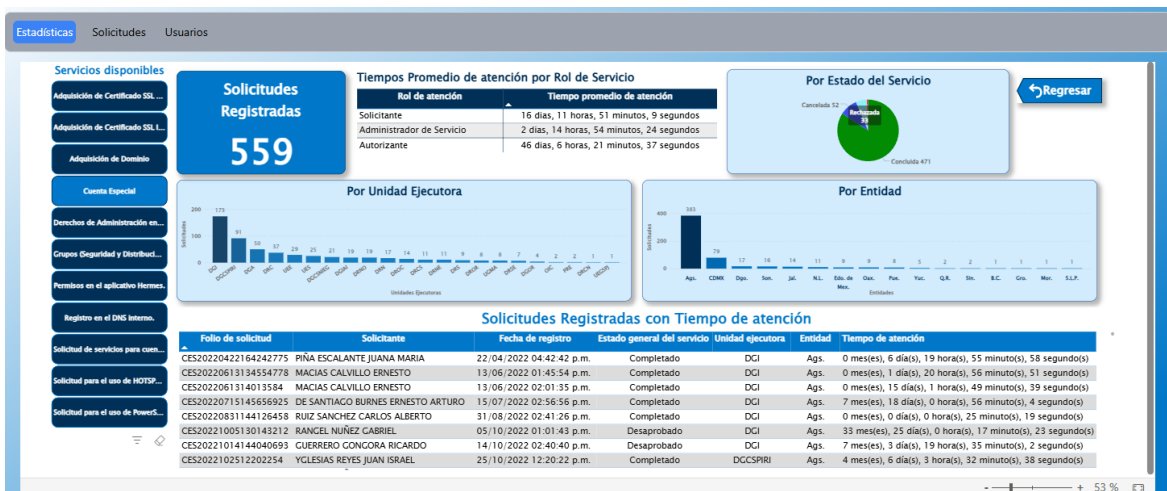 Estadísticas Solicitudes Usuarios
Servicios disponibles
Adquisición de Certificado SSL ...
Adquisición de Certificado SSL I...
Adquisición de Dominio
Cuenta Especial
Derechos de Administración en...
Grupos (Seguridad y Distribuci...
Permisos en el aplicativo Hermes.
Registro en el DNS interno.
Solicitud de servicios para cuen...
Solicitud para el uso de HOTSP...
Solicitud para el uso de PowerS...
Solicitudes
Registradas
559
Tiempos Promedio de atención por Rol de Servicio
Rol de atención Tiempo promedio de atención
Solicitante 16 dias, 11 horas, 51 minutos, 9 segundos
Administrador de Servicio 2 dias, 14 horas, 54 minutos, 24 segundos
Autorizante 46 dias, 6 horas, 21 minutos, 37 segundos
Por Estado del Servicio
Cancelada 52
Rechazada
33
Concluida 471
Regresar
Por Unidad Ejecutora
Solicitudes
200
100
0
175 91 50 37 29 25 21 19 19 17 14 11 11 9 8 7 4 2 2 1 1
DGI DGCSPIRI DGA DRC UEE UES DGCSNIEG DGIAI DRNO DRN DROC DRCS DRNE DRS DROR UGMA DRSE DGGR OIC PRE DRCN UECDFI
Unidades Ejecutoras
Por Entidad
Solicitudes
400
200
0
383 79 17 16 14 11 9 8 8 5 2 2 1 1 1 1
Ags. CDMX Dgo. Son. Jal. N.L. Edo. de Mex. Oax. Pue. Yuc. Q.R. Sin. B.C. Gro. Mor. S.L.P.
Entidades
Solicitudes Registradas con Tiempo de atención
Folio de solicitud Solicitante Fecha de registro Estado general del servicio Unidad ejecutora Entidad Tiempo de atención
CES20220422164242775 PIÑA ESCALANTE JUANA MARIA 22/04/2022 04:42:42 p.m. Completado DGI Ags. 0 mes(es), 6 día(s), 19 hora(s), 55 minuto(s), 58 segundo(s)
CES20220613134554778 MACIAS CALVILLO ERNESTO 13/06/2022 01:45:54 p.m. Completado DGI Ags. 0 mes(es), 1 día(s), 20 hora(s), 56 minuto(s), 51 segundo(s)
CES2022061314013584 MACIAS CALVILLO ERNESTO 13/06/2022 02:01:35 p.m. Completado DGI Ags. 0 mes(es), 15 día(s), 1 hora(s), 49 minuto(s), 39 segundo(s)
CES20220715145656925 DE SANTIAGO BURNES ERNESTO ARTURO 15/07/2022 02:56:56 p.m. Completado DGI Ags. 7 mes(es), 18 día(s), 0 hora(s), 56 minuto(s), 4 segundo(s)
CES20220831144126458 RUIZ SANCHEZ CARLOS ALBERTO 31/08/2022 02:41:26 p.m. Completado DGI Ags. 0 mes(es), 0 día(s), 0 hora(s), 25 minuto(s), 19 segundo(s)
CES20221005130143212 RANGEL NUÑEZ GABRIEL 05/10/2022 01:01:43 p.m. Desaprobado DGI Ags. 33 mes(es), 25 día(s), 0 hora(s), 17 minuto(s), 23 segundo(s)
CES20221014144040693 GUERRERO GONGORA RICARDO 14/10/2022 02:40:40 p.m. Desaprobado DGI Ags. 7 mes(es), 3 día(s), 19 hora(s), 35 minuto(s), 2 segundo(s)
CES2022102512202254 YGLESIAS REYES JUAN ISRAEL 25/10/2022 12:20:22 p.m. Completado DGCSPIRI Ags. 4 mes(es), 6 día(s), 3 hora(s), 32 minuto(s), 38 segundo(s)
- + 53 %